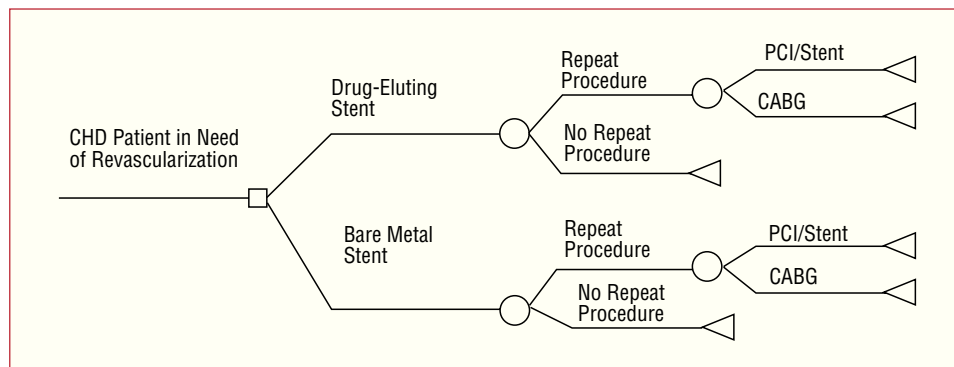 CHD Patient in Need
of Revascularization
Drug-Eluting
Stent
Repeat
Procedure
PCI/Stent
CABG
No Repeat
Procedure
Bare Metal
Stent
Repeat
Procedure
PCI/Stent
CABG
No Repeat
Procedure